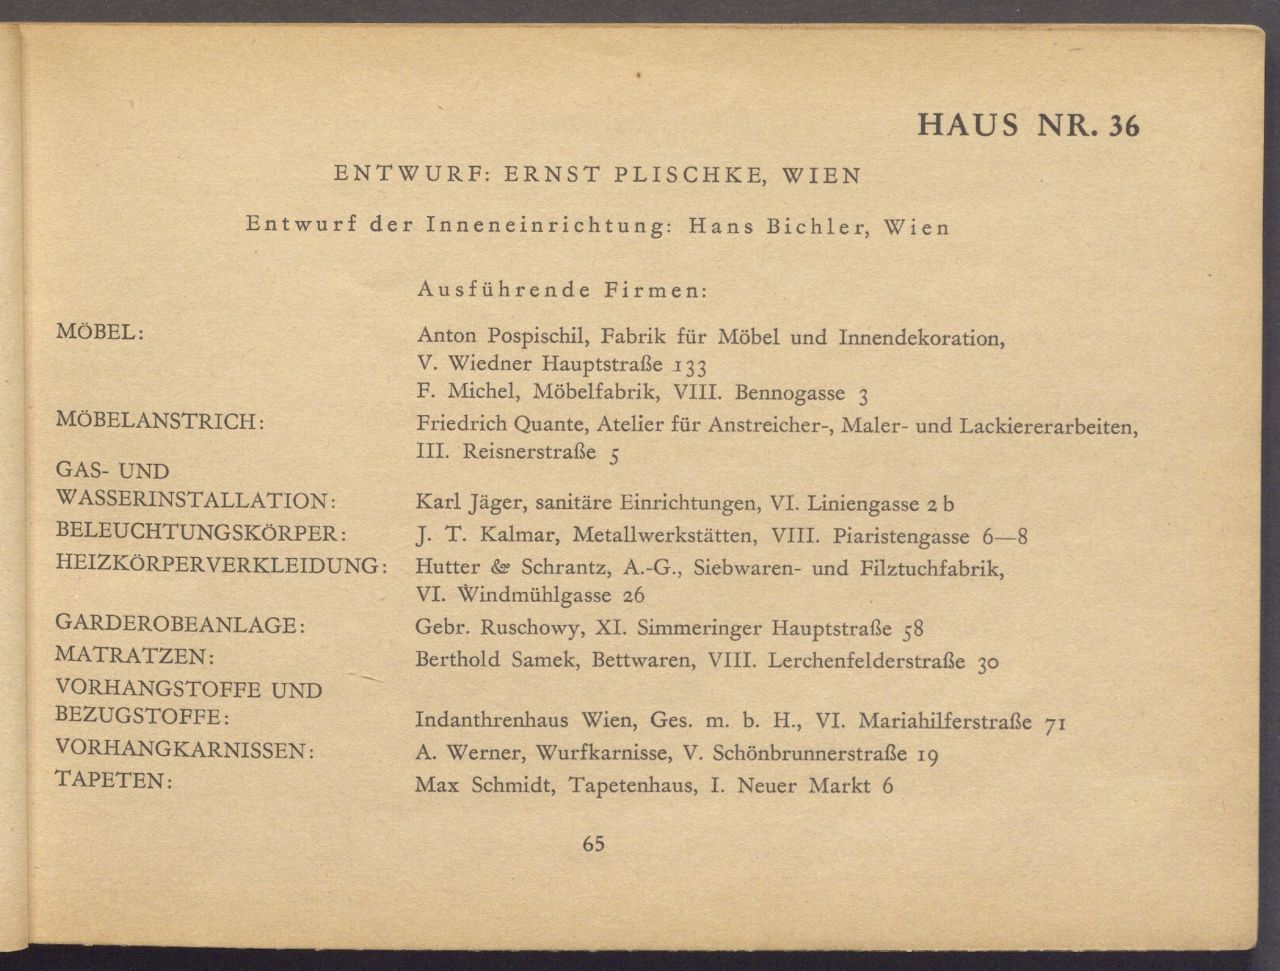 HAUS NR. 36
ENTWURF: ERNST PLISCHKE, WIEN
Entwurf der Inneneinrichtung: Hans Bichler, Wien
Ausführende Firmen:
MÖBEL: Anton Pospischil, Fabrik für Möbel und Innendekoration,
V. Wiedner Hauptstraße 133
F. Michel, Möbelfabrik, VIII. Bennogasse 3
MÖBELANSTRICH: Friedrich Quante, Atelier für Anstreicher-, Maler- und Lackiererarbeiten,
III. Reisnerstraße 5
GAS- UND
WASSERINSTALLATION: Karl Jäger, sanitäre Einrichtungen, VI. Liniengasse 2 b
BELEUCHTUNGSKÖRPER: J. T. Kalmar, Metallwerkstätten, VIII. Piaristengasse 6—8
HEIZKÖRPERVERKLEIDUNG: Hutter & Schrantz, A.-G., Siebwaren- und Filztuchfabrik,
VI. Windmühlgasse 26
GARDEROBEANLAGE: Gebr. Ruschowy, XI. Simmeringer Hauptstraße 58
MATRATZEN: Berthold Samek, Bettwaren, VIII. Lerchenfelderstraße 30
VORHANGSTOFFE UND
BEZUGSTOFFE: Indanthrenhaus Wien, Ges. m. b. H., VI. Mariahilferstraße 71
VORHANGKARNISSEN: A. Werner, Wurfkarnisse, V. Schönbrunnerstraße 19
TAPETEN: Max Schmidt, Tapetenhaus, I. Neuer Markt 6
65